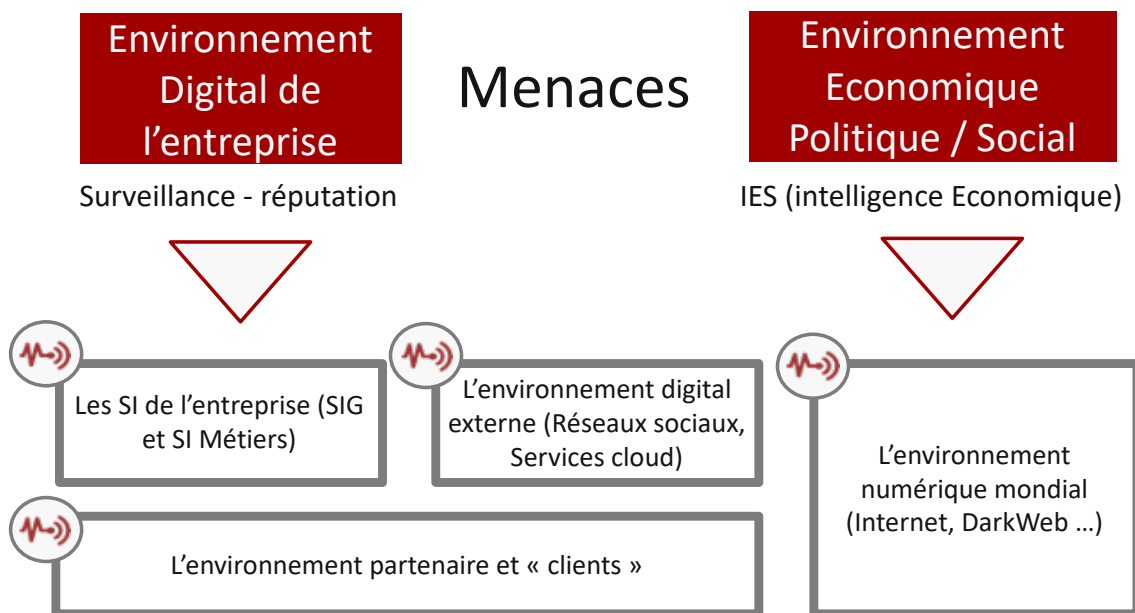 Environnement
Digital de
l'entreprise
Menaces
Environnement
Economique
Politique / Social
Surveillance - réputation
IES (intelligence Economique)
Les SI de l'entreprise (SIG
et SI Métiers)
L'environnement digital
externe (Réseaux sociaux,
Services cloud)
L'environnement
numérique mondial
(Internet, DarkWeb …)
L'environnement partenaire et « clients »